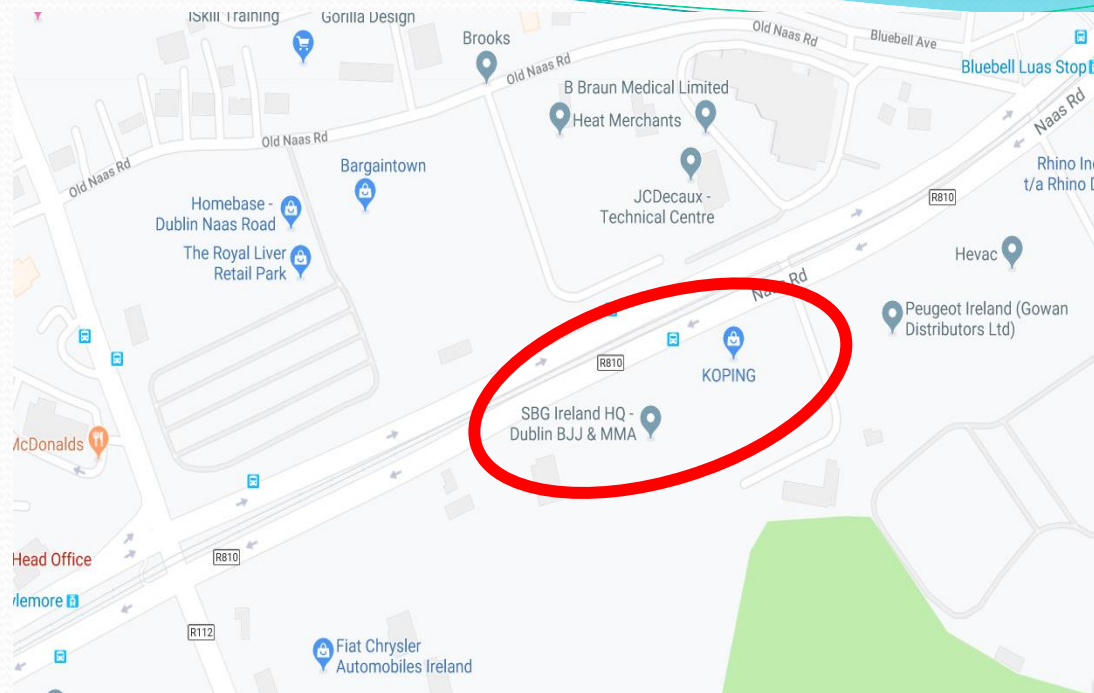 iSkill Training
Gorilla Design
Brooks
Old Naas Rd
Old Naas Rd
Bluebell Ave
Bluebell Luas Stop
Naas Rd
B Braun Medical Limited
Heat Merchants
Old Naas Rd
Old Naas Rd
Bargaintown
JCDecaux -
Technical Centre
Rhino
t/a Rhino
R810
Homebase -
Dublin Naas Road
The Royal Liver
Retail Park
Hevac
Naas Rd
Peugeot Ireland (Gowan
Distributors Ltd)
R810
KOPING
SBG Ireland HQ -
Dublin BJJ & MMA
McDonalds
R810
Head Office
ylemore
R112
Fiat Chrysler
Automobiles Ireland